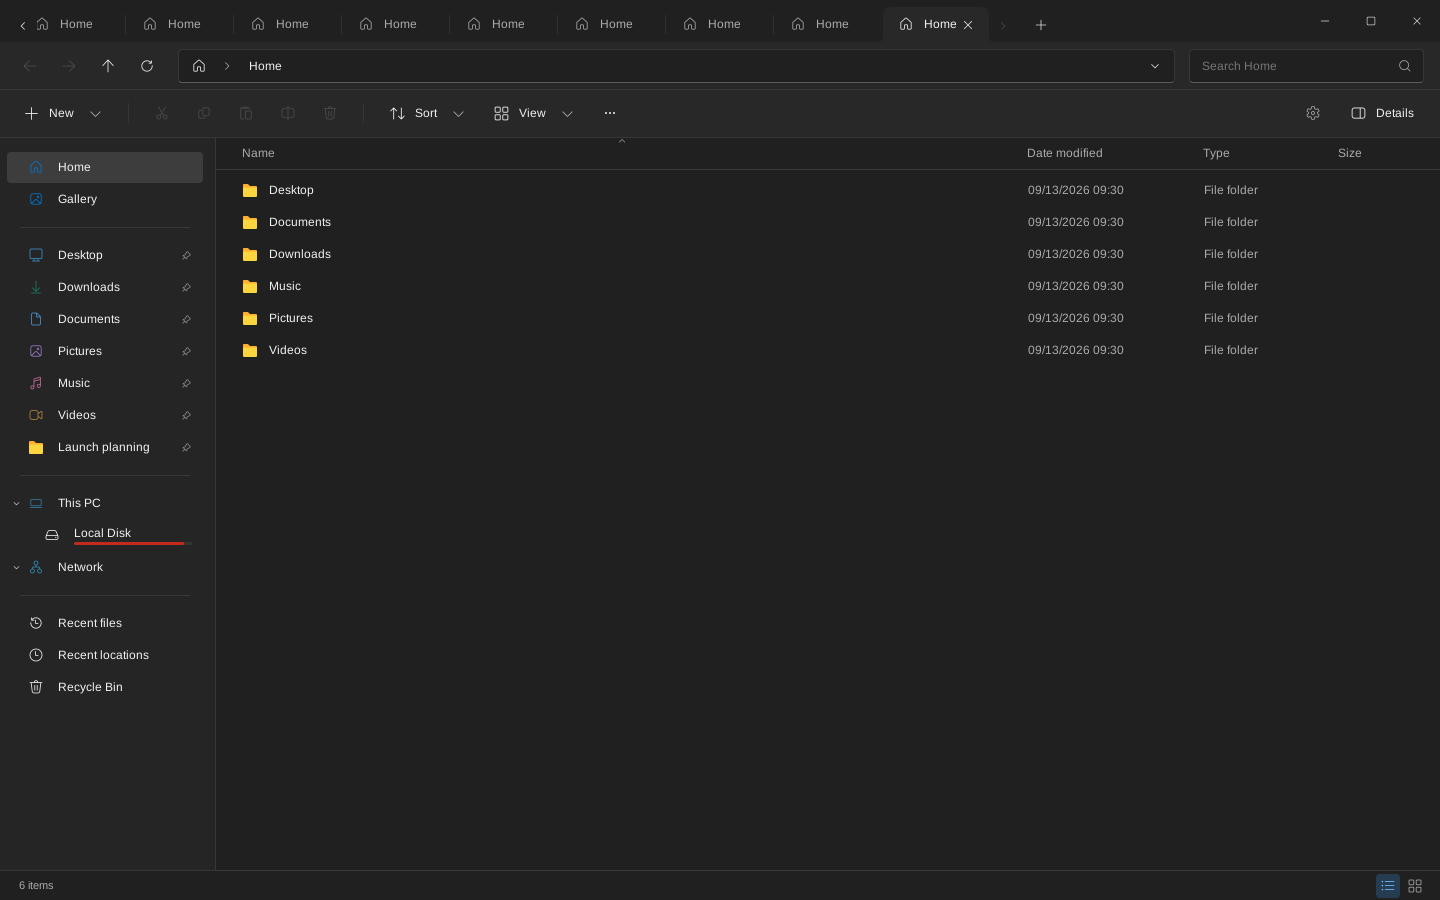 Home Home Home Home Home Home Home Home Home
Home Search Home
New Sort View Details
Name Date modified Type Size
Home
Gallery
Desktop
Downloads
Documents
Pictures
Music
Videos
Launch planning
This PC
Local Disk
Network
Recent files
Recent locations
Recycle Bin
Desktop 09/13/2026 09:30 File folder
Documents 09/13/2026 09:30 File folder
Downloads 09/13/2026 09:30 File folder
Music 09/13/2026 09:30 File folder
Pictures 09/13/2026 09:30 File folder
Videos 09/13/2026 09:30 File folder
6 items